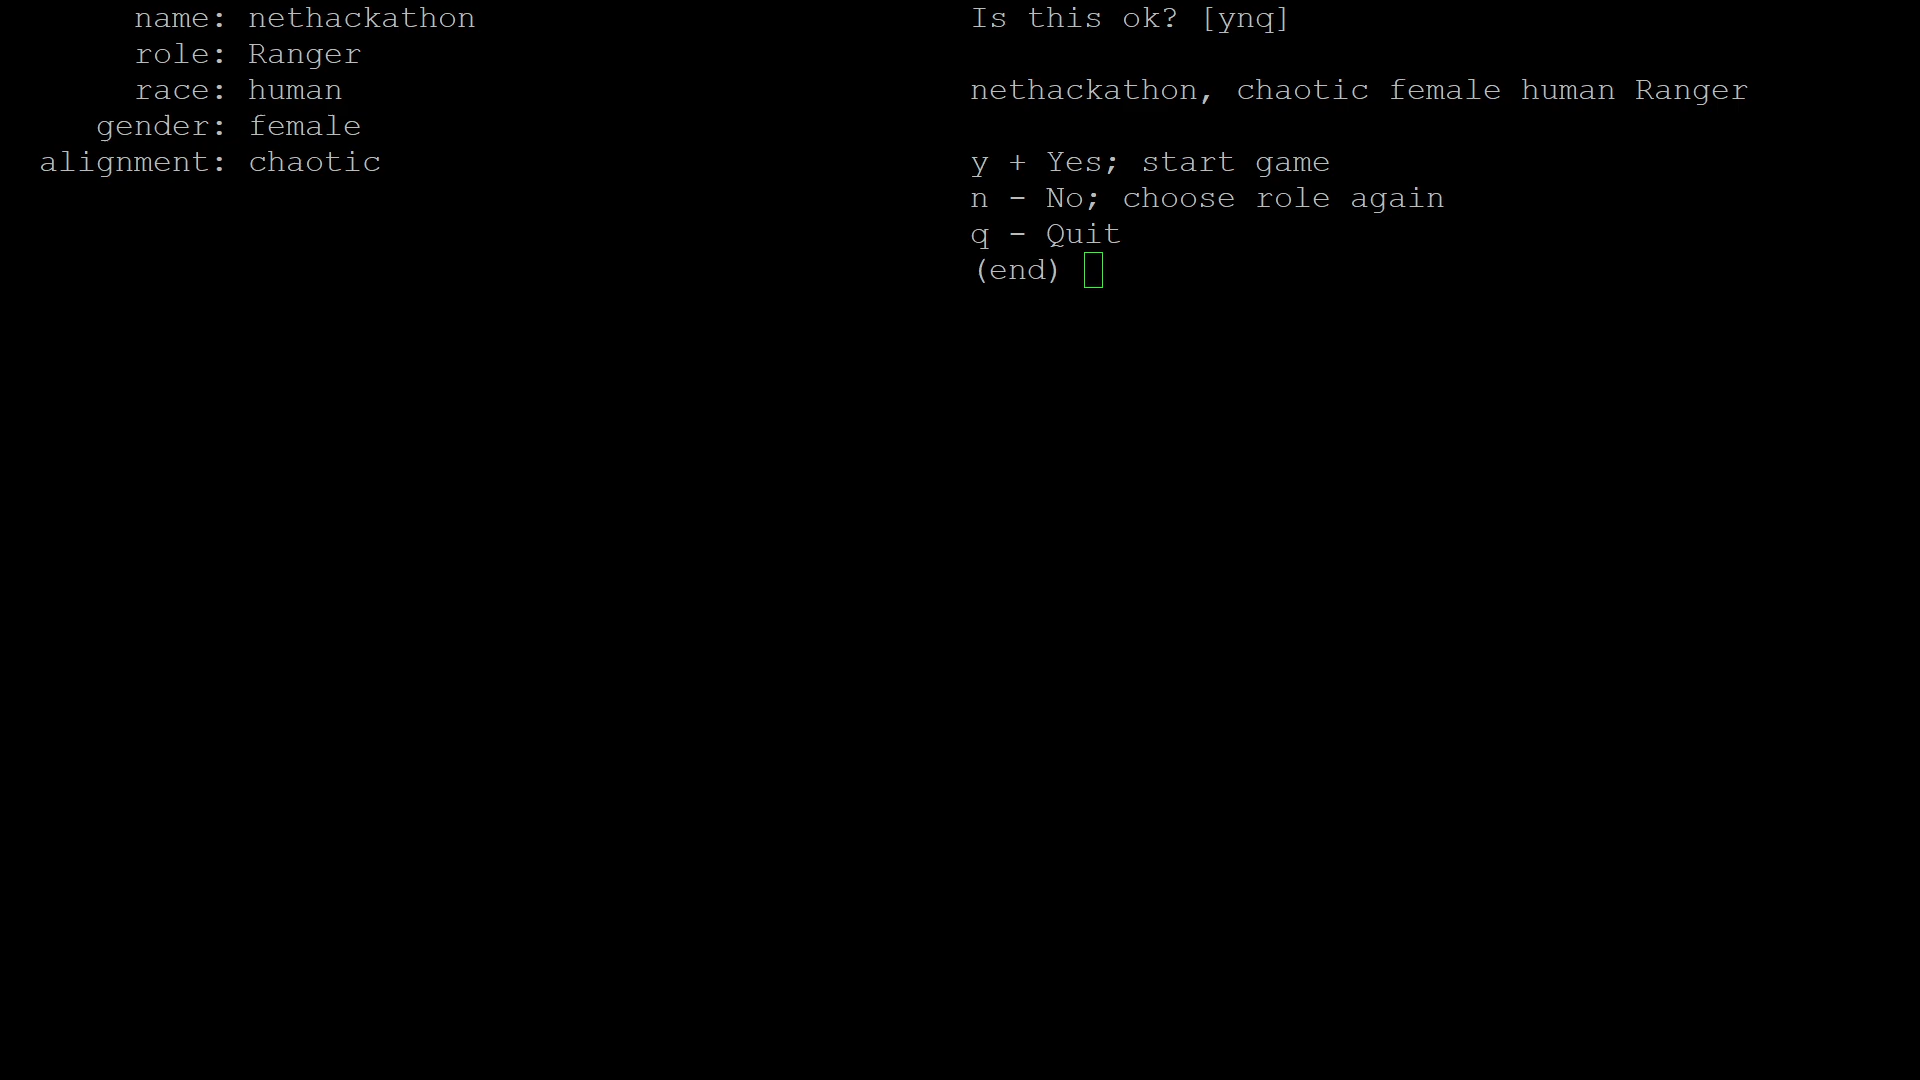 name: nethackathon
role: Ranger
race: human
gender: female
alignment: chaotic
Is this ok? [ynq]
nethackathon, chaotic female human Ranger
y + Yes; start game
n - No; choose role again
q - Quit
(end)